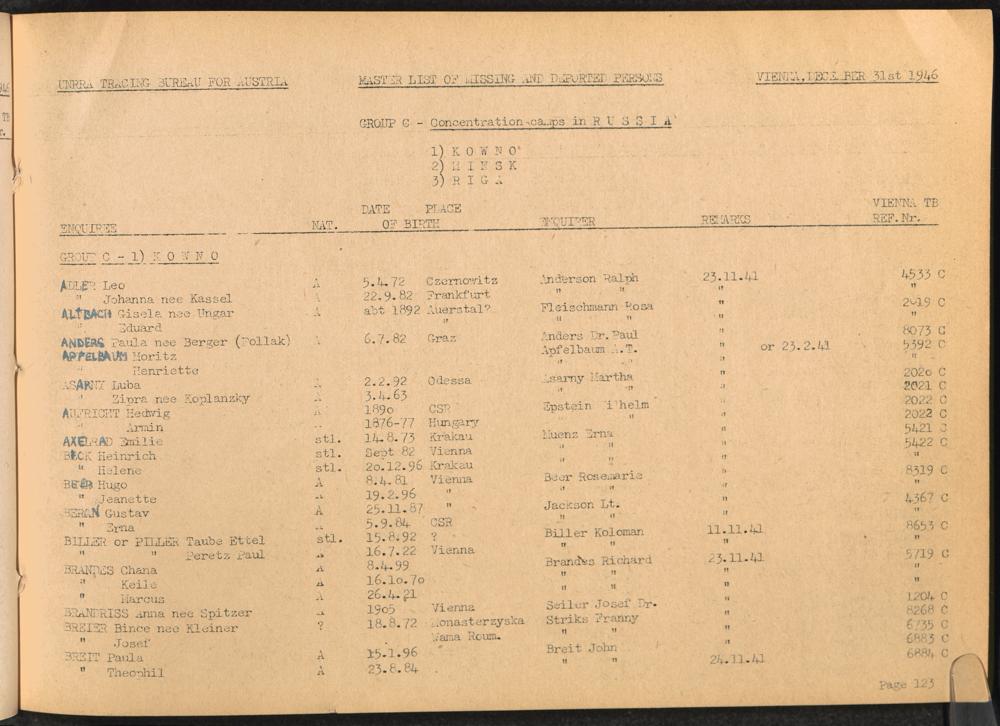 UNRRA TRACING BUREAU FOR AUSTRIA MASTER LIST OF MISSING AND DEPORTED PERSONS VIENNA, DECEMBER 31st 1946
GROUP C - Concentration camps in R U S S I A
1) K O W N O
2) M I N S K
3) R I G A
DATE PLACE VIENNA TB
ENQUIREE NAT. OF BIRTH ENQUIRER REMARKS REF.Nr.
GROUP C - 1) K O W N O
ADLER Leo A 5.4.72 Czernowitz Anderson Ralph 23.11.41 4533 C
" Johanna nee Kassel A 22.9.82 Frankfurt " " " "
ALTBACH Gisela nee Ungar A abt 1892 Auerstal? Fleischmann Rosa " 2019 C
" Eduard " " " " "
ANDERS Paula nee Berger (Pollak) A 6.7.82 Graz Anders Dr. Paul " 8073 C
APFELBAUM Moritz Apfelbaum A.T. " or 23.2.41 5392 C
" Henriette " " " "
ASARNY Luba A 2.2.92 Odessa Asarny Martha " 2020 C
" Zipra nee Koplanzky A 3.4.63 " " " 2021 C
AUFRICHT Hedwig A 1890 CSR Epstein Wilhelm " 2022 C
" Armin 1876-77 Hungary " " " 2022 C
AXELRAD Emilie stl. 14.8.73 Krakau Muenz Erna " 5421 C
BECK Heinrich stl. Sept 82 Vienna " " " 5422 C
" Helene stl. 20.12.96 Krakau " " "
BEER Hugo A 8.4.81 Vienna Beer Rosemarie " 8319 C
" Jeanette A 19.2.96 " " " " "
BERAN Gustav A 25.11.87 " Jackson Lt. " 4367 C
" Erna 5.9.84 CSR " " " "
BILLER or PILLER Taube Ettel stl. 15.8.92 ? Biller Koloman 11.11.41 8653 C
" " Peretz Paul A 16.7.22 Vienna " " " "
BRANDES Chana A 8.4.99 Brandes Richard 23.11.41 5719 C
" Keile A 16.10.70 " " " "
" Marcus A 26.4.21 " " " "
BRANDRISS Anna nee Spitzer A 1905 Vienna Seiler Josef Dr. " 1204 C
BREIER Bince nee Kleiner ? 18.8.72 Monasterzyska Striks Franny " 8268 C
" Josef Wama Roum. " " " 6735 C
BREIT Paula A 15.1.96 Breit John " 6883 C
" Theophil A 23.8.84 " " 24.11.41 6884 C
Page 123